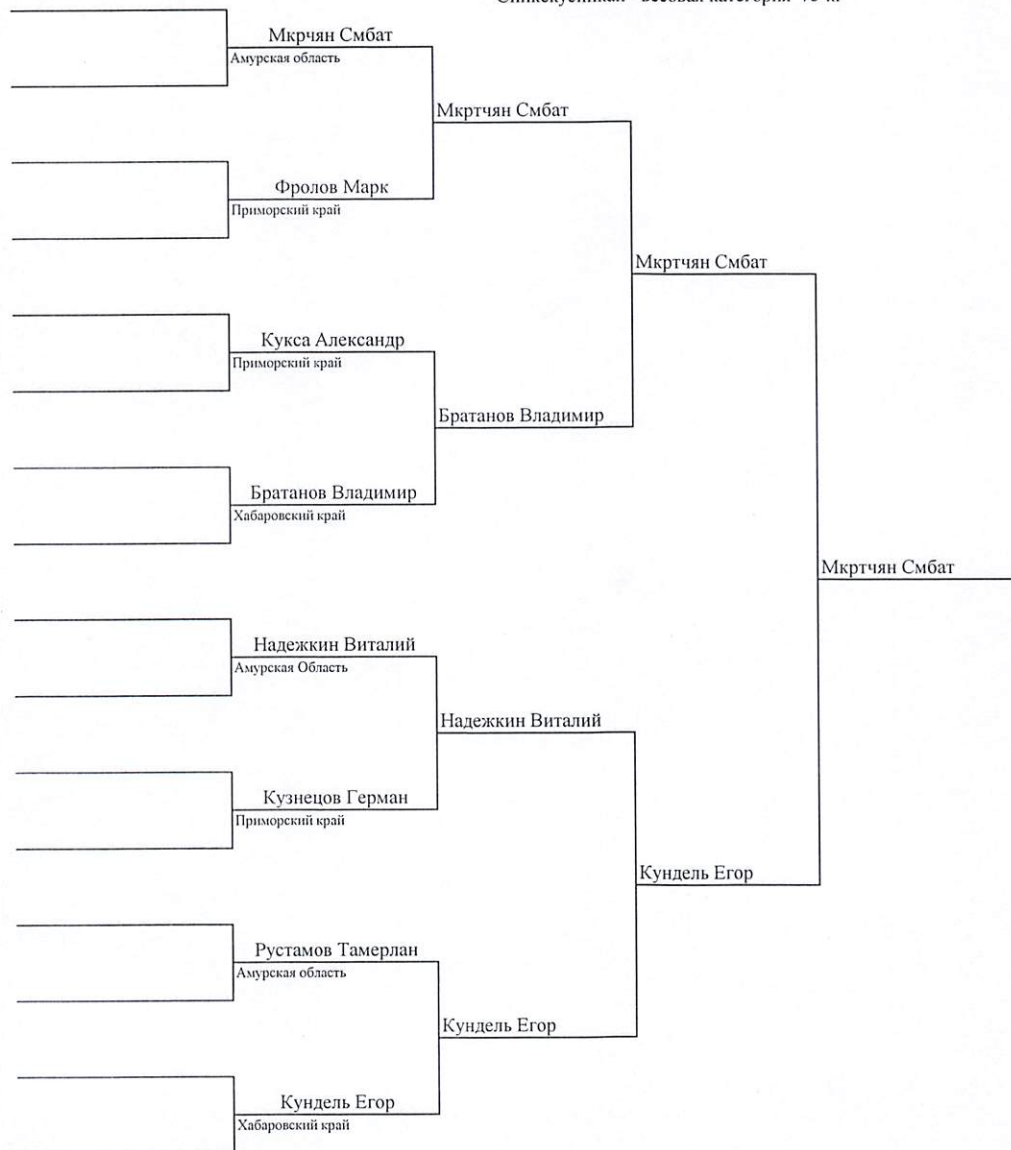 Мкрчян Смбат
Амурская область
Мкртчян Смбат
Фролов Марк
Приморский край
Мкртчян Смбат
Кукса Александр
Приморский край
Братанов Владимир
Братанов Владимир
Хабаровский край
Мкртчян Смбат
Надежкин Виталий
Амурская Область
Надежкин Виталий
Кузнецов Герман
Приморский край
Кундель Егор
Рустамов Тамерлан
Амурская область
Кундель Егор
Кундель Егор
Хабаровский край